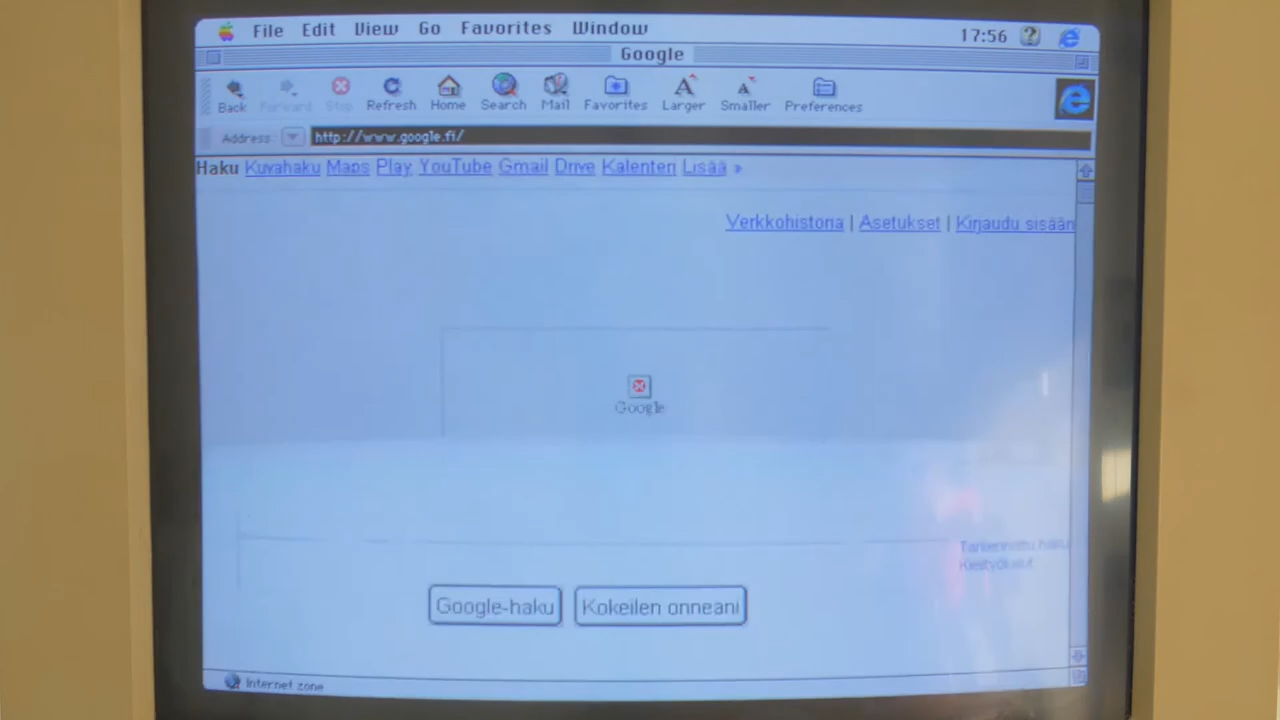 File Edit View Go Favorites Window 17:56
Google
Back Forward Stop Refresh Home Search Mail Favorites Larger Smaller Preferences
Address: http://www.google.fi/
Haku Kuvahaku Maps Play YouTube Gmail Drive Kalenteri Lisää »
Verkkohistoria | Asetukset | Kirjaudu sisään
Google
Tarkennettu haku
Kielityökalut
Google-haku Kokeilen onneani
Internet zone